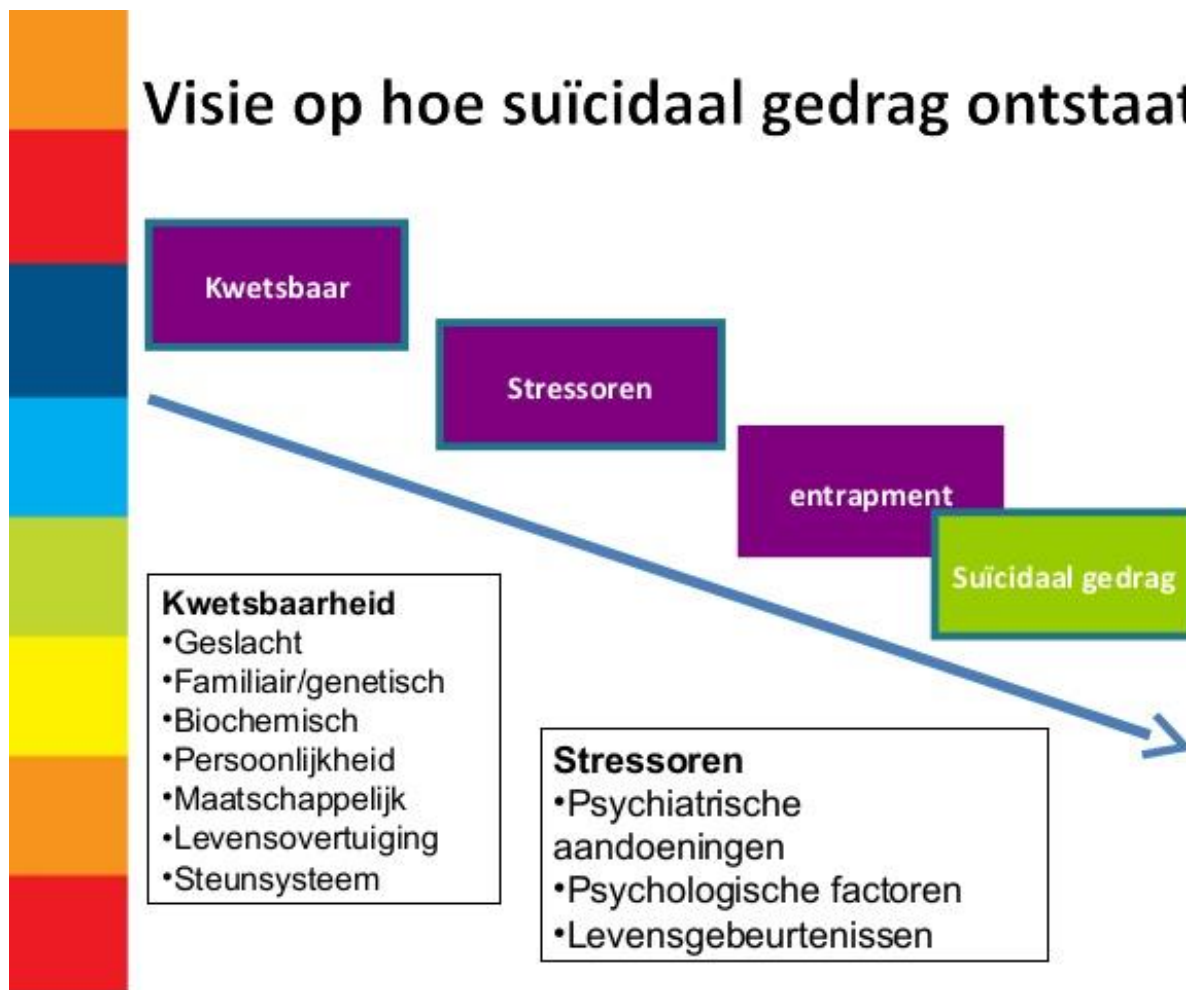 Visie op hoe suïcidaal gedrag ontstaat
Kwetsbaar
Stressoren
entrapment
Suïcidaal gedrag
Kwetsbaarheid
•Geslacht
•Familiair/genetisch
•Biochemisch
•Persoonlijkheid
•Maatschappelijk
•Levensovertuiging
•Steunsysteem
Stressoren
•Psychiatrische
aandoeningen
•Psychologische factoren
•Levensgebeurtenissen